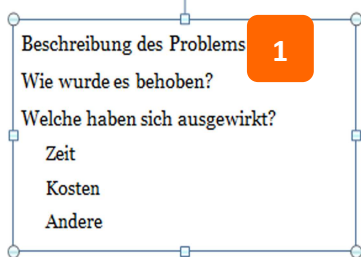 Beschreibung des Problems
1
Wie wurde es behoben?
Welche haben sich ausgewirkt?
Zeit
Kosten
Andere